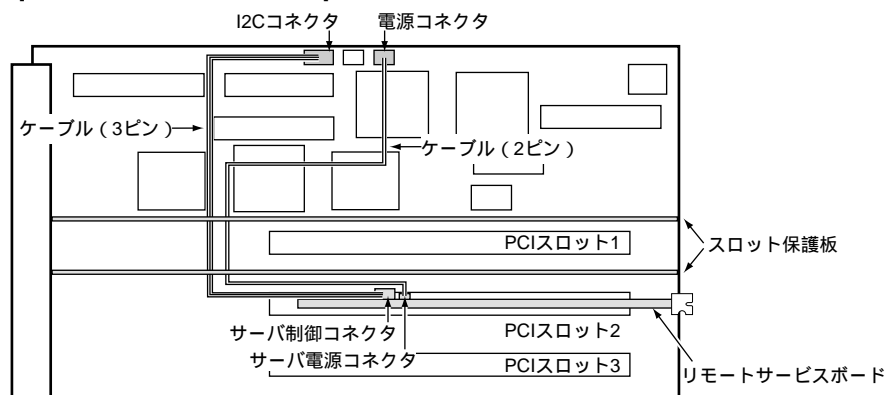 I2Cコネクタ
電源コネクタ
ケーブル（3ピン）
ケーブル（2ピン）
PCIスロット1
スロット保護板
サーバ制御コネクタ
PCIスロット2
サーバ電源コネクタ
PCIスロット3
リモートサービスボード